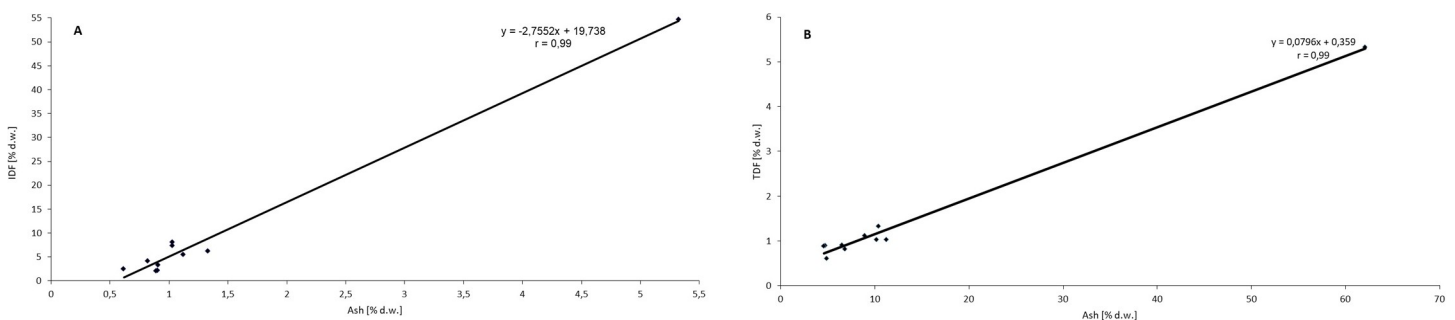 A
y = -2,7552x + 19,738
r = 0,99
IDF [% d.w.]
55
50
45
40
35
30
25
20
15
10
5
0
0 0,5 1 1,5 2 2,5 3 3,5 4 4,5 5 5,5
Ash [% d.w.]
B
y = 0,0796x + 0,359
r = 0,99
TDF [% d.w.]
6
5
4
3
2
1
0
0 10 20 30 40 50 60 70
Ash [% d.w.]